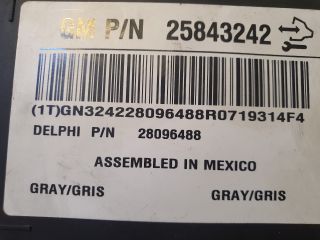 GM P/N 25843242
(1T)GN324228096488R0719314F4
DELPHI P/N 28096488
ASSEMBLED IN MEXICO
GRAY/GRIS GRAY/GRIS